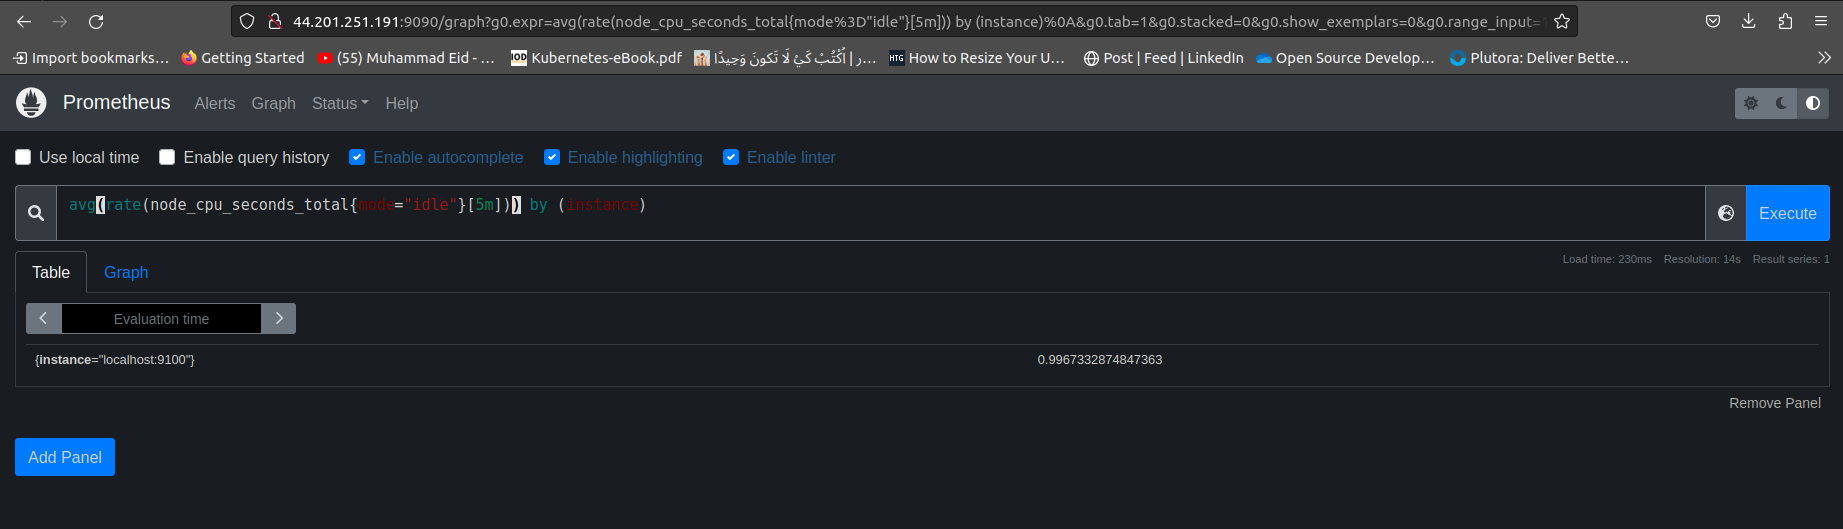 44.201.251.191:9090/graph?g0.expr=avg(rate(node_cpu_seconds_total{mode%3D"idle"}[5m])) by (instance)%0A&g0.tab=1&g0.stacked=0&g0.show_exemplars=0&g0.range_input=
Import bookmarks… Getting Started (55) Muhammad Eid - … Kubernetes-eBook.pdf ر | اُكْتُبْ كَيْ لَا تَكونَ وَحِيدًا… How to Resize Your U… Post | Feed | LinkedIn Open Source Develop… Plutora: Deliver Bette…
Prometheus Alerts Graph Status Help
Use local time Enable query history Enable autocomplete Enable highlighting Enable linter
avg(rate(node_cpu_seconds_total{mode="idle"}[5m])) by (instance)
Execute
Table Graph
Load time: 230ms Resolution: 14s Result series: 1
Evaluation time
{instance="localhost:9100"} 0.9967332874847363
Remove Panel
Add Panel